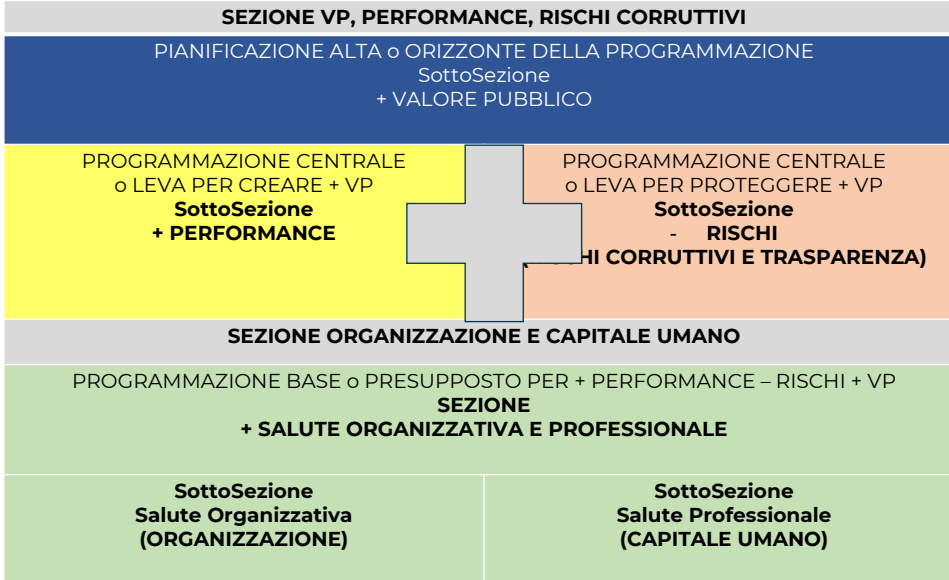 SEZIONE VP, PERFORMANCE, RISCHI CORRUTTIVI
PIANIFICAZIONE ALTA o ORIZZONTE DELLA PROGRAMMAZIONE
SottoSezione
+ VALORE PUBBLICO
PROGRAMMAZIONE CENTRALE
o LEVA PER CREARE + VP
SottoSezione
+ PERFORMANCE
PROGRAMMAZIONE CENTRALE
o LEVA PER PROTEGGERE + VP
SottoSezione
- RISCHI
CORRUTTIVI E TRASPARENZA)
SEZIONE ORGANIZZAZIONE E CAPITALE UMANO
PROGRAMMAZIONE BASE o PRESUPPOSTO PER + PERFORMANCE – RISCHI + VP
SEZIONE
+ SALUTE ORGANIZZATIVA E PROFESSIONALE
SottoSezione
Salute Organizzativa
(ORGANIZZAZIONE)
SottoSezione
Salute Professionale
(CAPITALE UMANO)